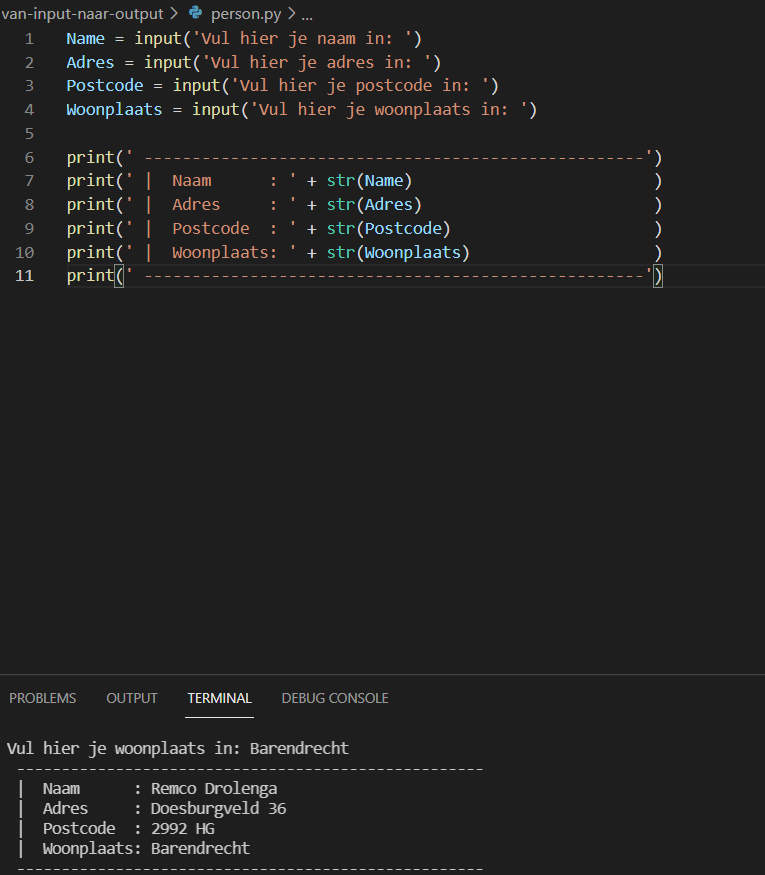 van-input-naar-output > person.py > ...
1 Name = input('Vul hier je naam in: ')
2 Adres = input('Vul hier je adres in: ')
3 Postcode = input('Vul hier je postcode in: ')
4 Woonplaats = input('Vul hier je woonplaats in: ')
5
6 print(' ----------------------------------------------------')
7 print(' |  Naam      : ' + str(Name)                         )
8 print(' |  Adres     : ' + str(Adres)                        )
9 print(' |  Postcode  : ' + str(Postcode)                     )
10 print(' |  Woonplaats: ' + str(Woonplaats)                   )
11 print(' ----------------------------------------------------')
PROBLEMS OUTPUT TERMINAL DEBUG CONSOLE
Vul hier je woonplaats in: Barendrecht
 ----------------------------------------------------
 |  Naam      : Remco Drolenga
 |  Adres     : Doesburgveld 36
 |  Postcode  : 2992 HG
 |  Woonplaats: Barendrecht
 ----------------------------------------------------